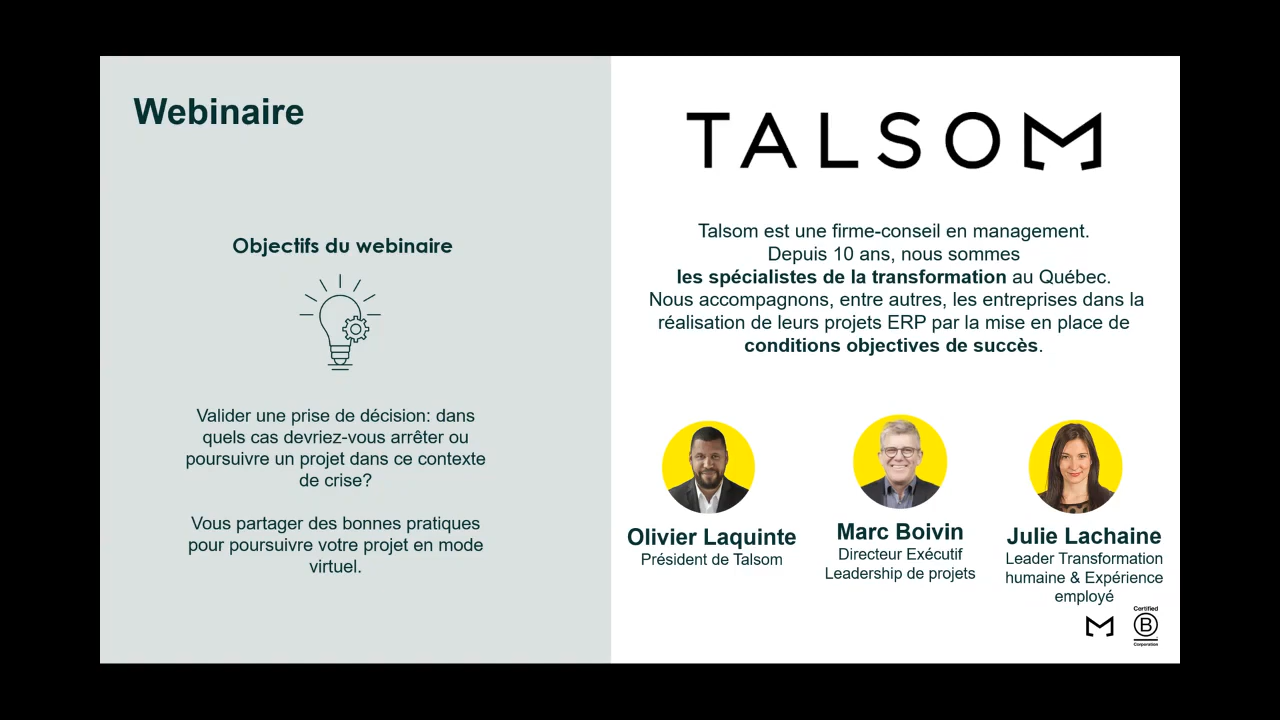 Webinaire
Objectifs du webinaire
Valider une prise de décision: dans
quels cas devriez-vous arrêter ou
poursuivre un projet dans ce contexte
de crise?
Vous partager des bonnes pratiques
pour poursuivre votre projet en mode
virtuel.
TALSOM
Talsom est une firme-conseil en management.
Depuis 10 ans, nous sommes
les spécialistes de la transformation au Québec.
Nous accompagnons, entre autres, les entreprises dans la
réalisation de leurs projets ERP par la mise en place de
conditions objectives de succès.
Olivier Laquinte
Président de Talsom
Marc Boivin
Directeur Exécutif
Leadership de projets
Julie Lachaine
Leader Transformation
humaine & Expérience
employé
M
Certified
B
Corporation